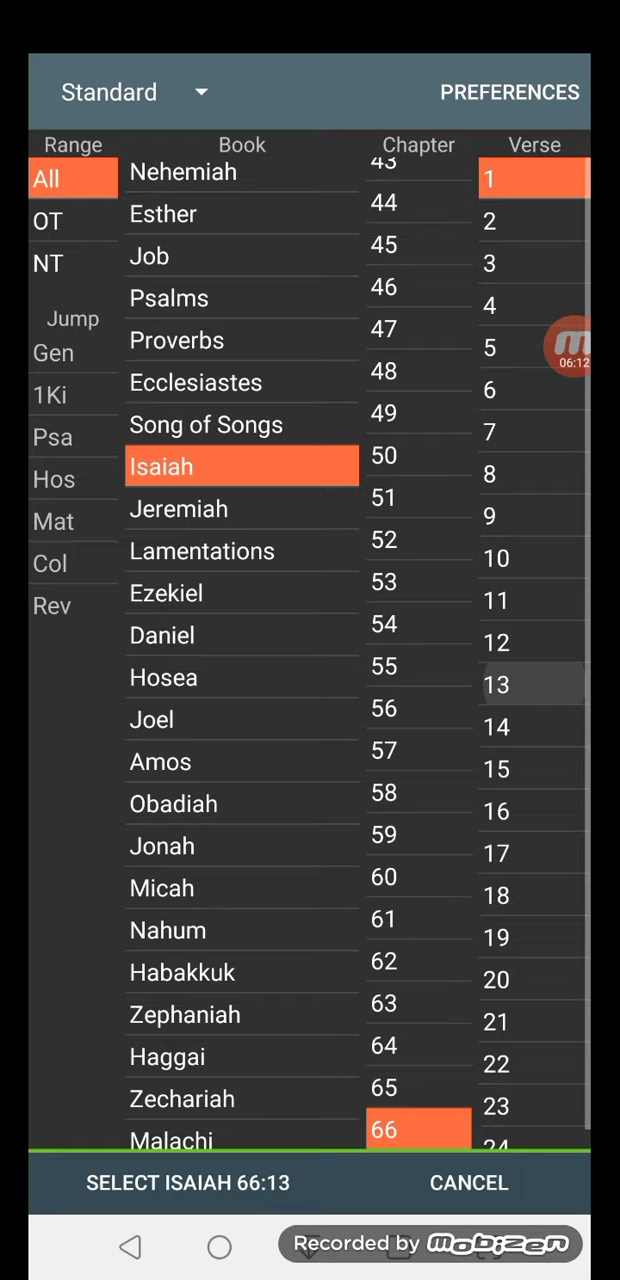 Standard
PREFERENCES
Range
Book
Chapter
Verse
All
OT
NT
Jump
Gen
1Ki
Psa
Hos
Mat
Col
Rev
Nehemiah
Esther
Job
Psalms
Proverbs
Ecclesiastes
Song of Songs
Isaiah
Jeremiah
Lamentations
Ezekiel
Daniel
Hosea
Joel
Amos
Obadiah
Jonah
Micah
Nahum
Habakkuk
Zephaniah
Haggai
Zechariah
Malachi
43
44
45
46
47
48
49
50
51
52
53
54
55
56
57
58
59
60
61
62
63
64
65
66
1
2
3
4
5
6
7
8
9
10
11
12
13
14
15
16
17
18
19
20
21
22
23
24
m
06:12
SELECT ISAIAH 66:13
CANCEL
Recorded by mobizen